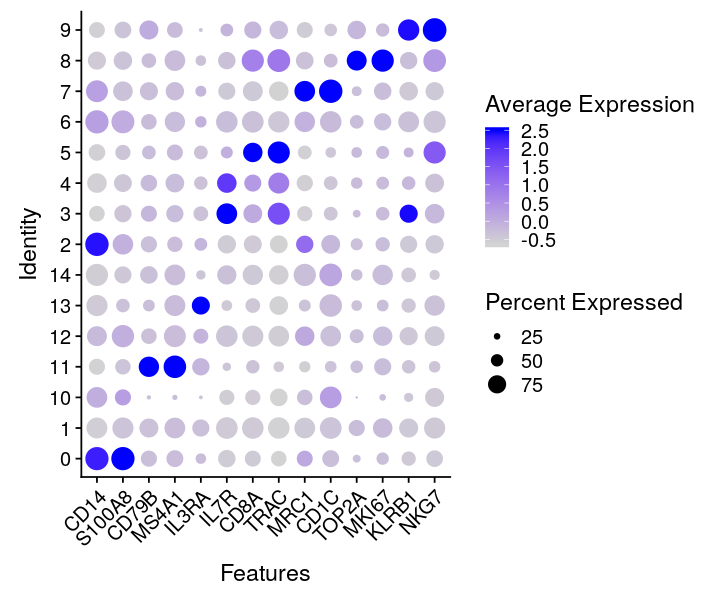 9
8
7
6
5
4
3
2
14
13
12
11
10
1
0
Identity
CD14
S100A8
CD79B
MS4A1
IL3RA
IL7R
CD8A
TRAC
MRC1
CD1C
TOP2A
MKI67
KLRB1
NKG7
Features
Average Expression
2.5
2.0
1.5
1.0
0.5
0.0
-0.5
Percent Expressed
25
50
75